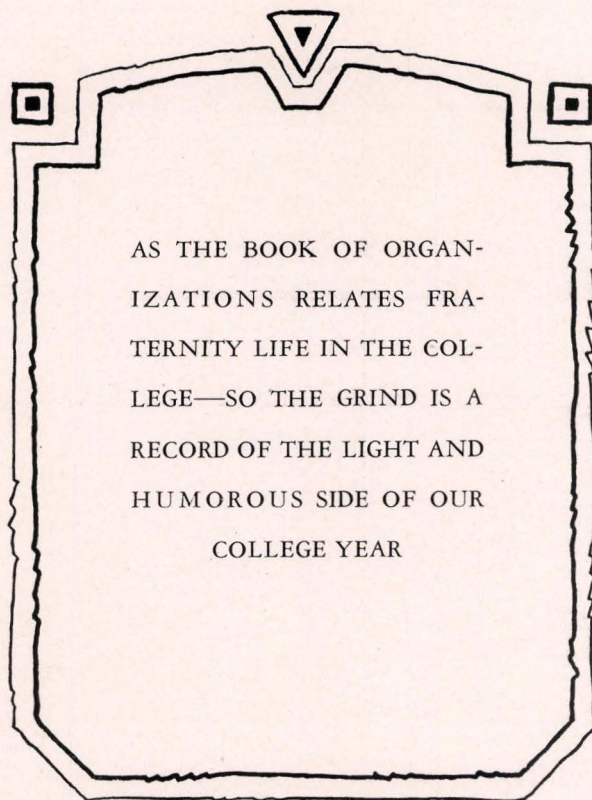 AS THE BOOK OF ORGAN-
IZATIONS RELATES FRA-
TERNITY LIFE IN THE COL-
LEGE—SO THE GRIND IS A
RECORD OF THE LIGHT AND
HUMOROUS SIDE OF OUR
COLLEGE YEAR